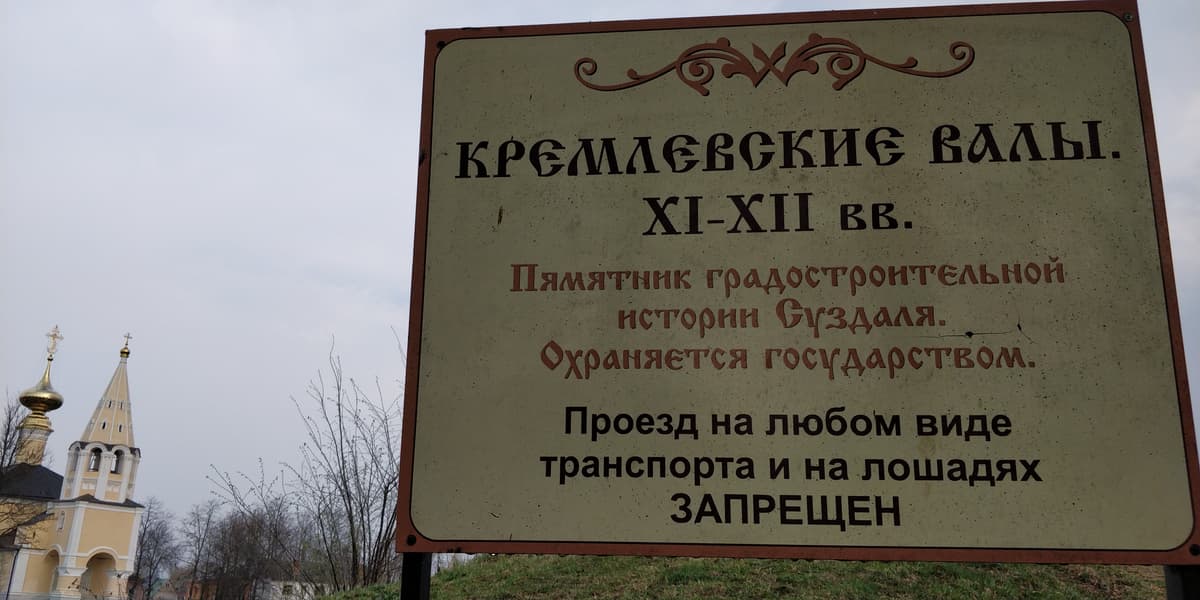 КРЕМЛЕВСКИЕ ВАЛЫ.
XI-XII вв.
Памятник градостроительной
истории Суздаля.
Охраняется государством.
Проезд на любом виде
транспорта и на лошадях
ЗАПРЕЩЕН